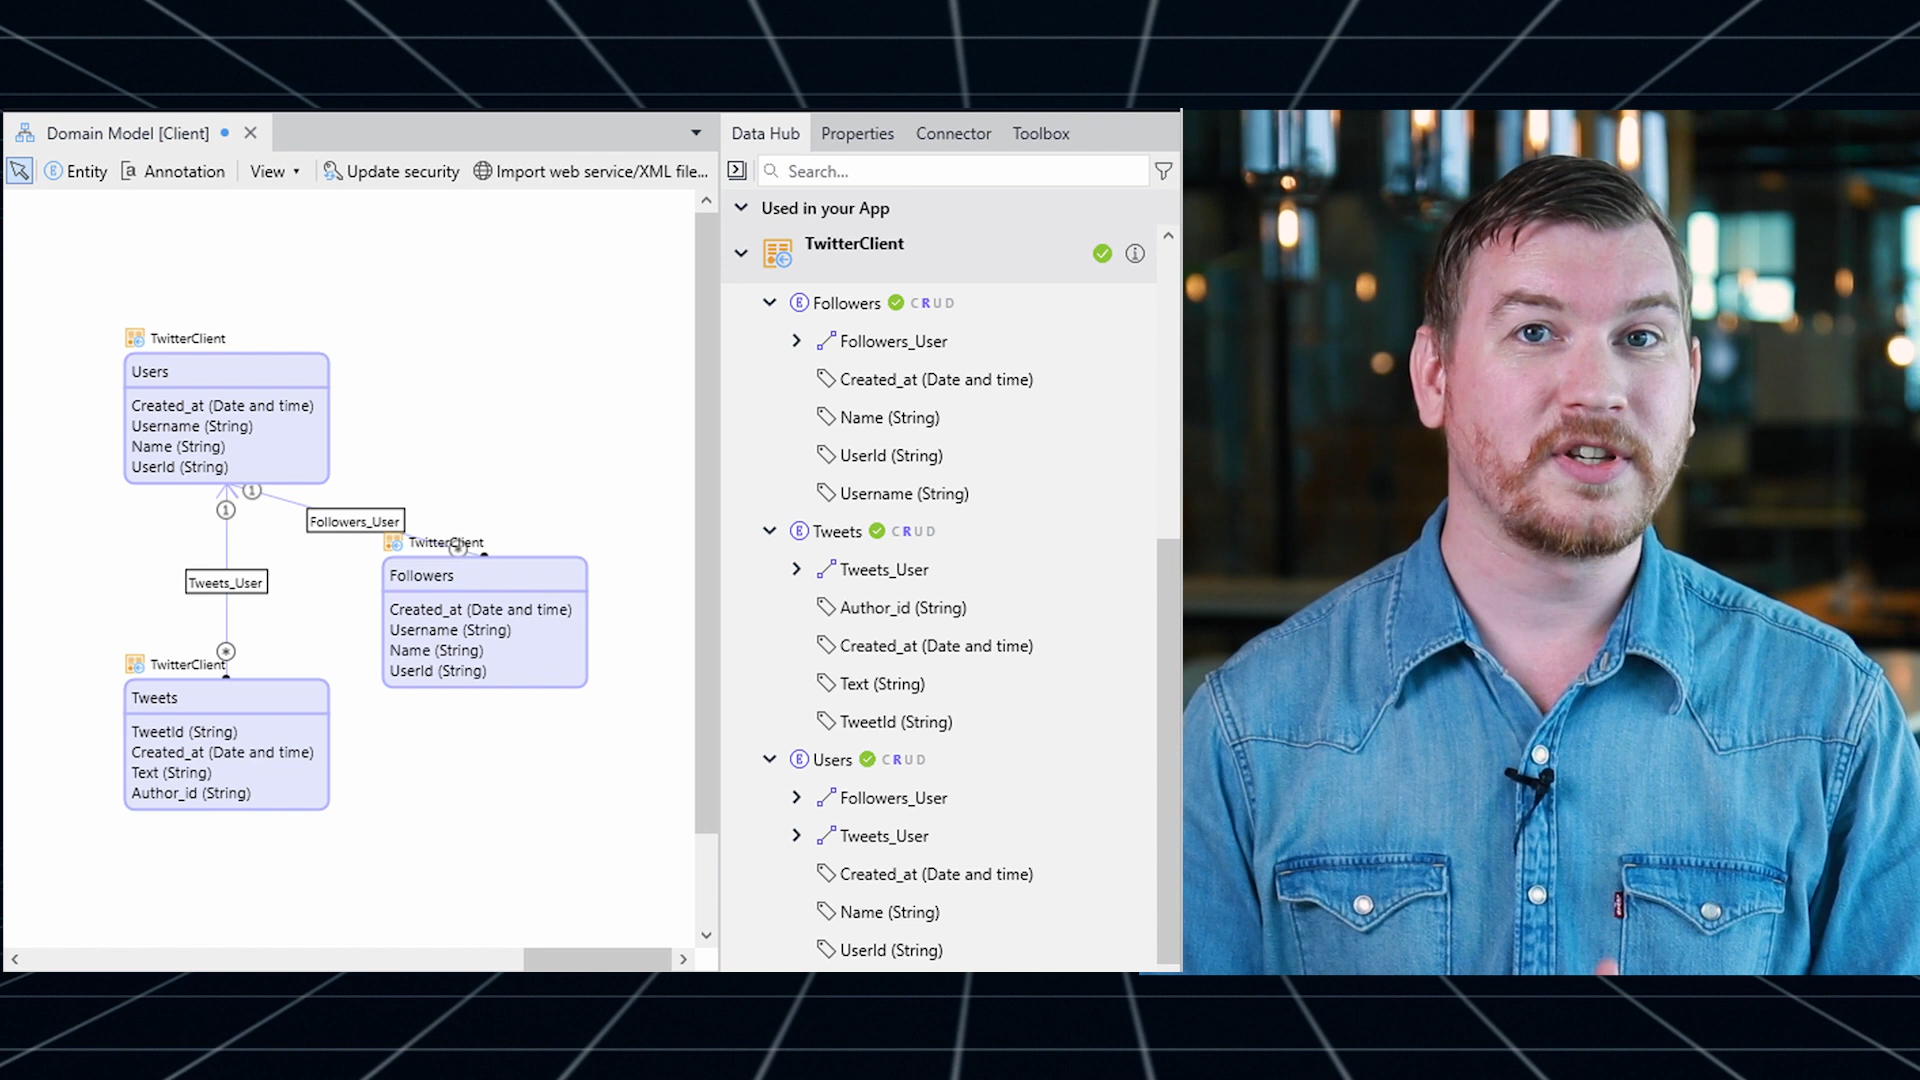 Domain Model [Client]
Entity
Annotation
View
Update security
Import web service/XML file...
TwitterClient
Users
Created_at (Date and time)
Username (String)
Name (String)
UserId (String)
1
1
Followers_User
TwitterClient
*
Followers
Created_at (Date and time)
Username (String)
Name (String)
UserId (String)
Tweets_User
*
TwitterClient
Tweets
TweetId (String)
Created_at (Date and time)
Text (String)
Author_id (String)
Data Hub Properties Connector Toolbox
Search...
Used in your App
TwitterClient
Followers CRUD
Followers_User
Created_at (Date and time)
Name (String)
UserId (String)
Username (String)
Tweets CRUD
Tweets_User
Author_id (String)
Created_at (Date and time)
Text (String)
TweetId (String)
Users CRUD
Followers_User
Tweets_User
Created_at (Date and time)
Name (String)
UserId (String)